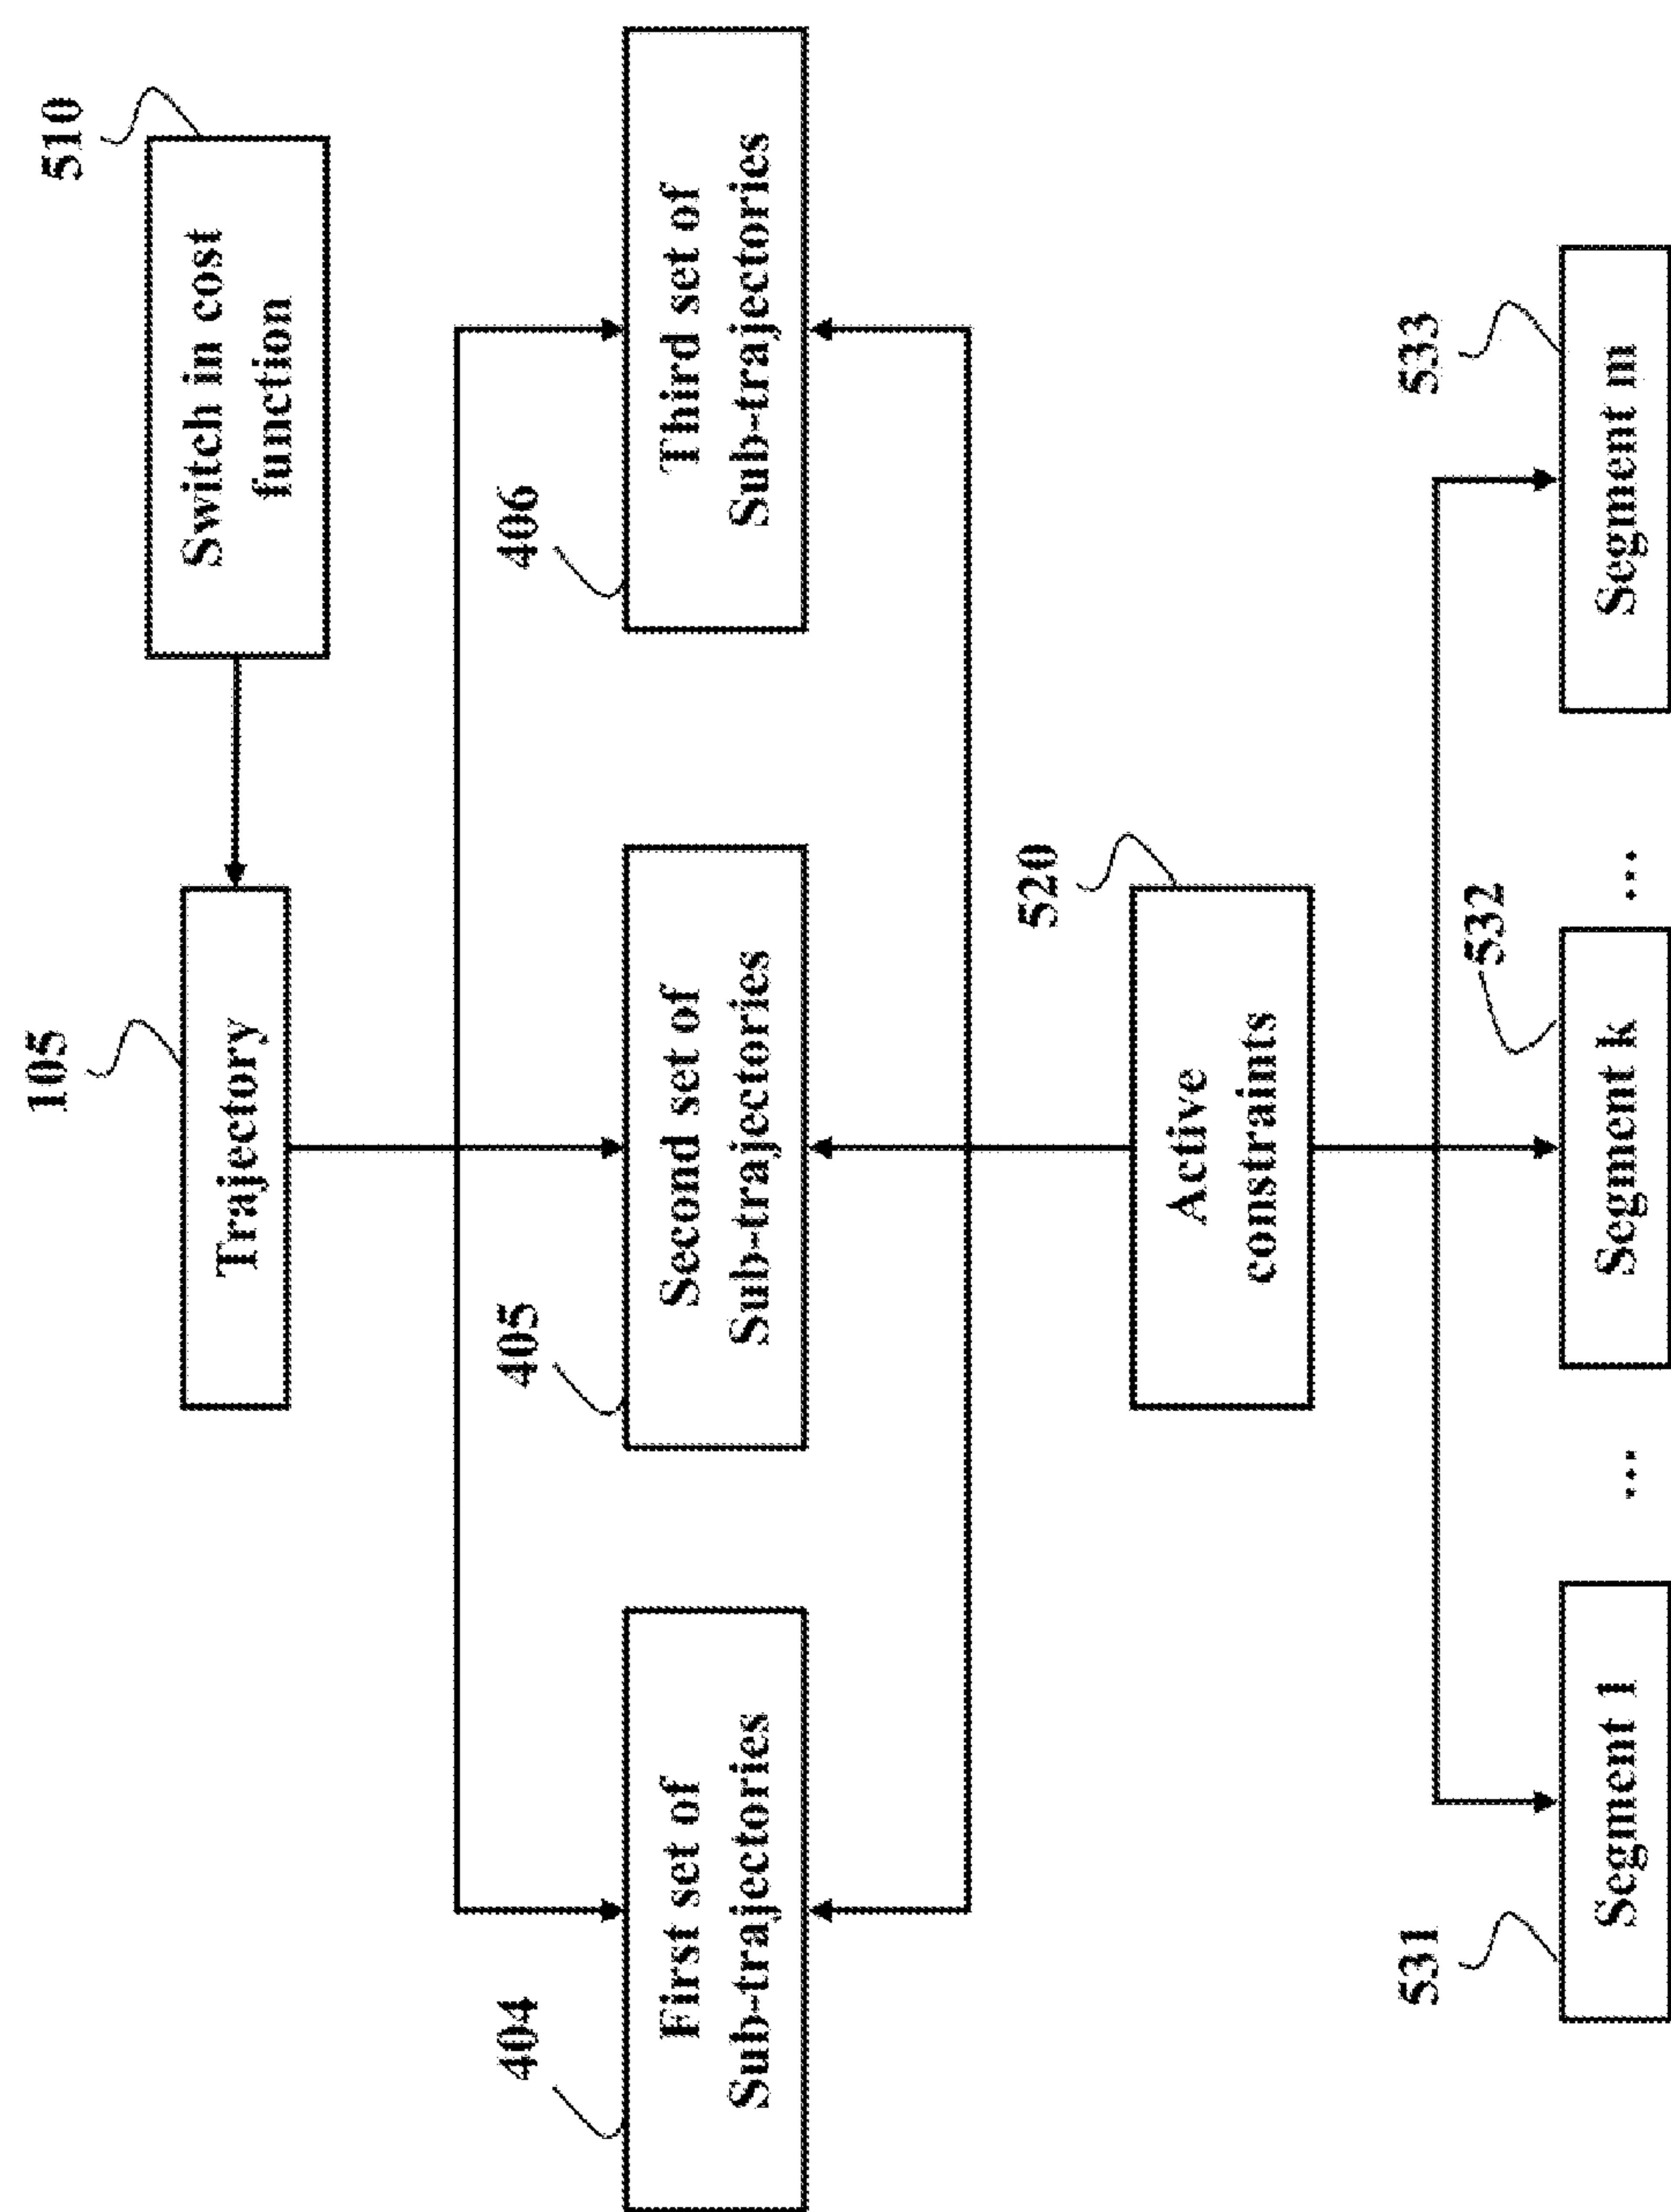 510
Switch in cost
function
105
Trajectory
404
First set of
Sub-trajectories
405
Second set of
Sub-trajectories
406
Third set of
Sub-trajectories
520
Active
constraints
531
Segment 1
...
532
Segment k
...
533
Segment m